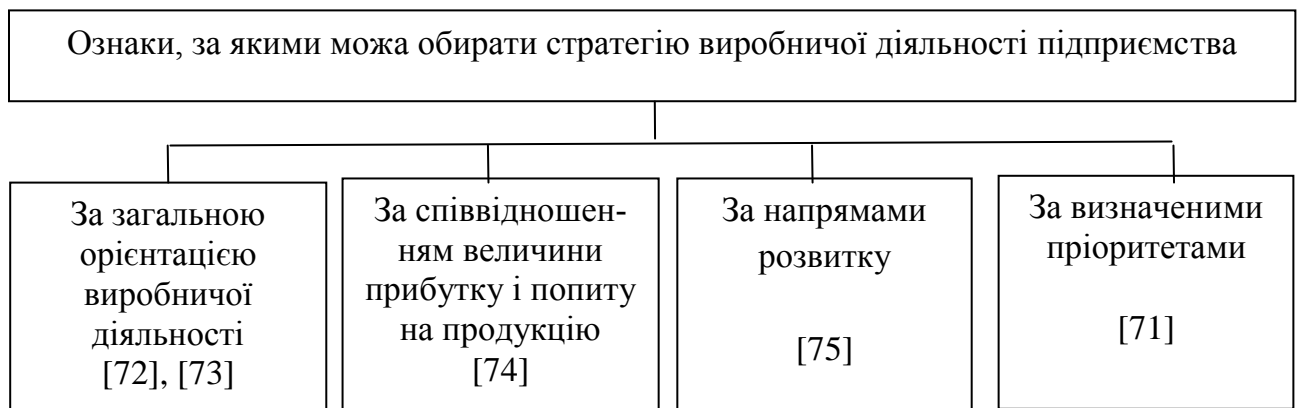 Ознаки, за якими можа обирати стратегію виробничої діяльності підприємства
За загальною
орієнтацією
виробничої
діяльності
[72], [73]
За співвідношен-
ням величини
прибутку і попиту
на продукцію
[74]
За напрямами
розвитку
[75]
За визначеними
пріоритетами
[71]